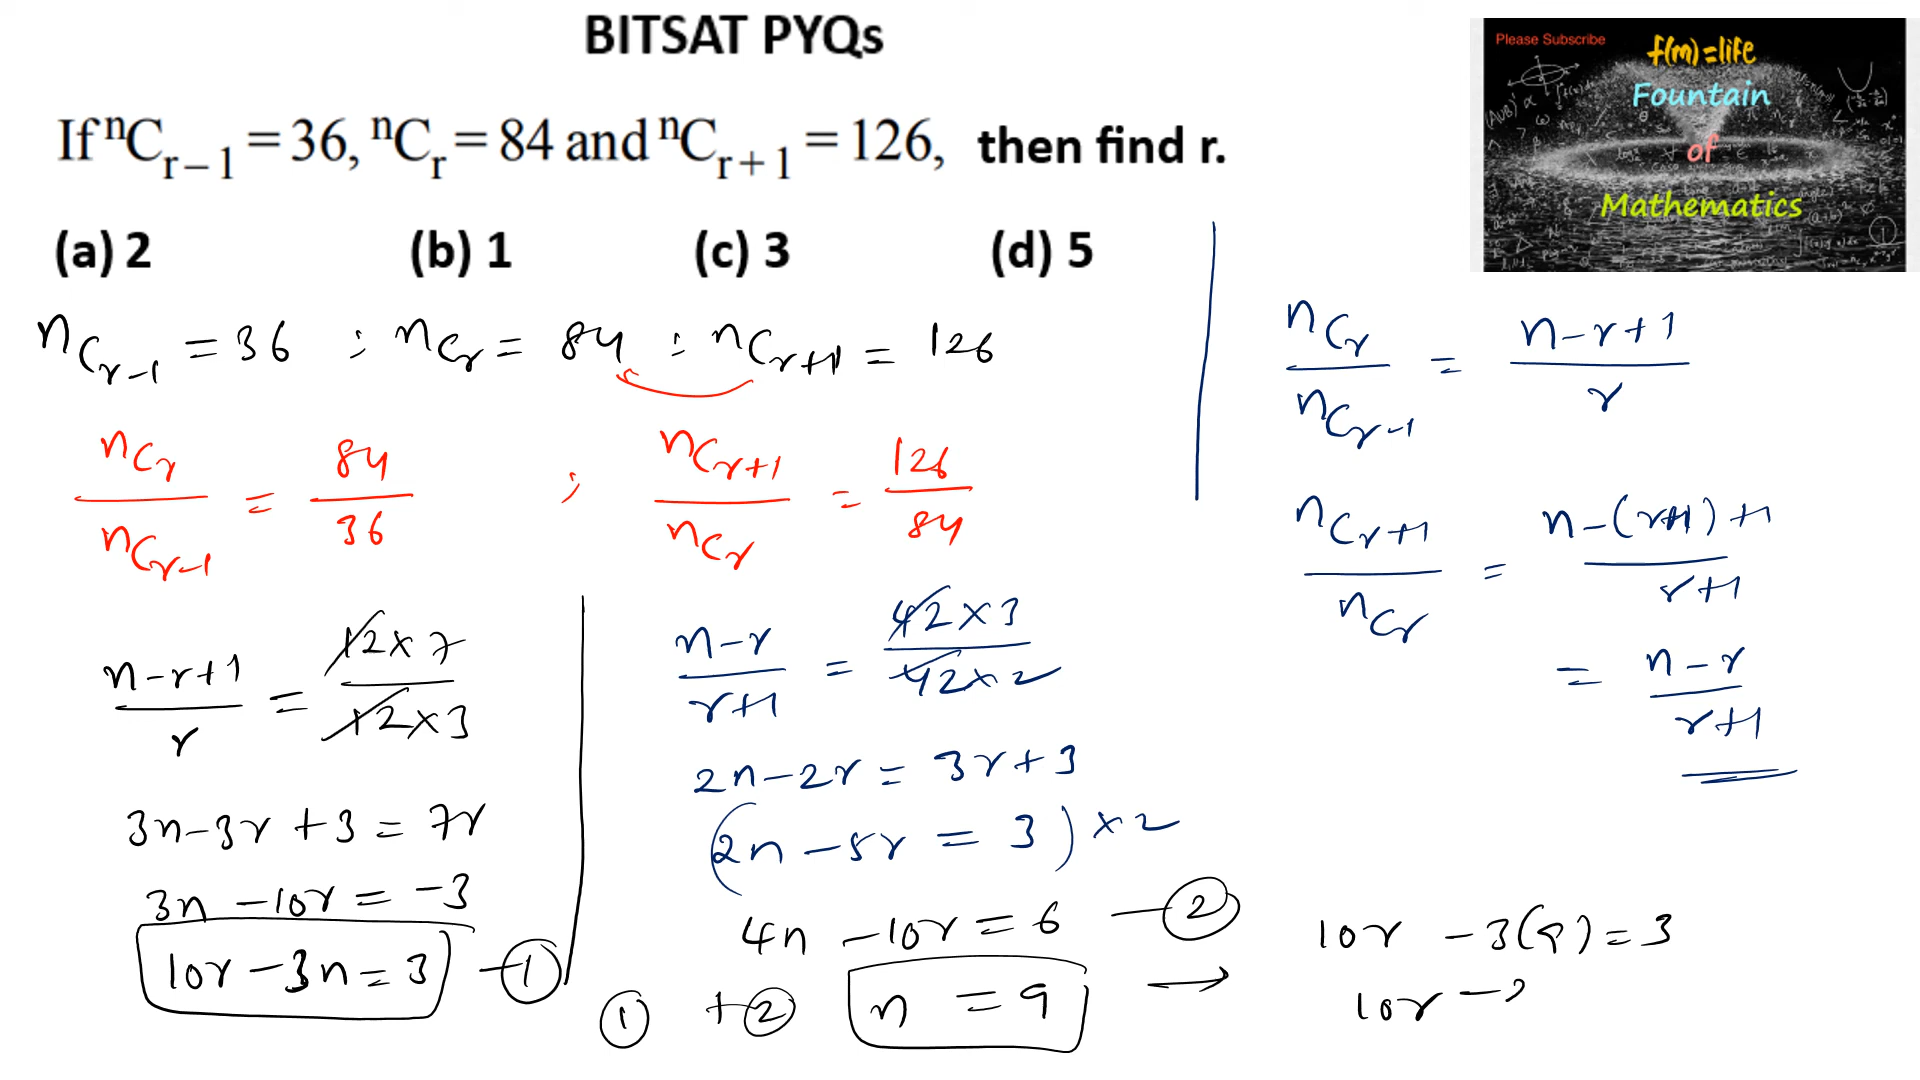 BITSAT PYQs
If ⁿCᵣ₋₁ = 36, ⁿCᵣ = 84 and ⁿCᵣ₊₁ = 126, then find r.
(a) 2 (b) 1 (c) 3 (d) 5
Please Subscribe
f(m)=life
Fountain
of
Mathematics
nCᵣ₋₁ = 36 ; nCᵣ = 84 ; nCᵣ₊₁ = 126
nCᵣ / nCᵣ₋₁ = 84 / 36 ; nCᵣ₊₁ / nCᵣ = 126 / 84
n-r+1 / r = 12×7 / 12×3
3n-3r+3 = 7r
3n-10r = -3
10r-3n = 3 -①
n-r / r+1 = 42×3 / 42×2
2n-2r = 3r+3
(2n-5r = 3) ×2
4n-10r = 6 -②
① + ② n = 9 →
nCᵣ / nCᵣ₋₁ = n-r+1 / r
nCᵣ₊₁ / nCᵣ = n-(r+1)+1 / r+1
= n-r / r+1
10r - 3(9) = 3
10r -